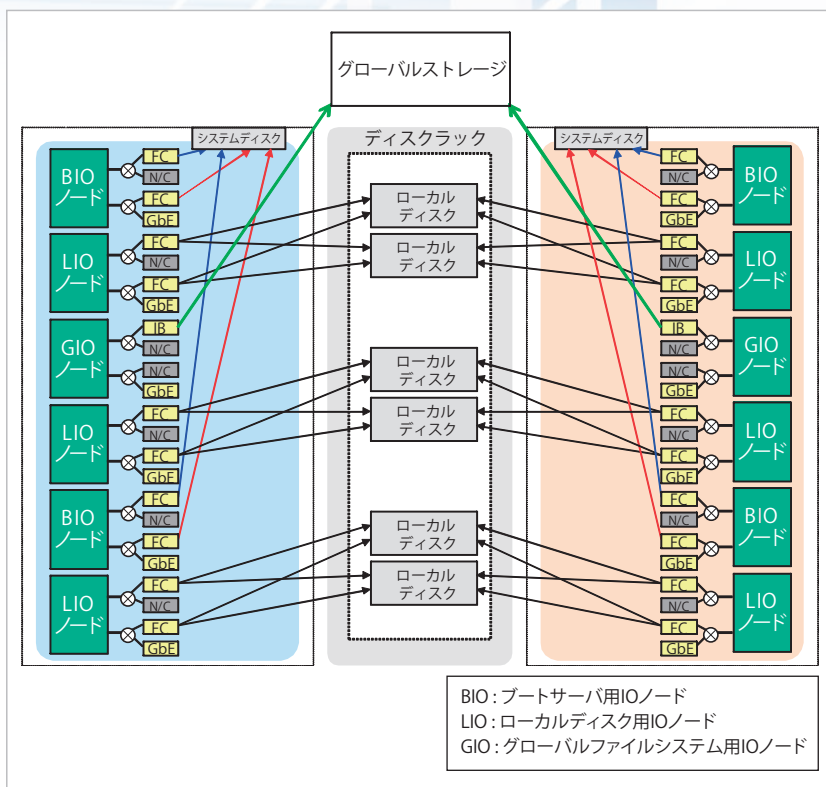 グローバルストレージ
システムディスク
ディスクラック
システムディスク
BIO
ノード
FC
N/C
FC
GbE
LIO
ノード
FC
N/C
FC
GbE
GIO
ノード
IB
N/C
N/C
GbE
LIO
ノード
FC
N/C
FC
GbE
BIO
ノード
FC
N/C
FC
GbE
LIO
ノード
FC
N/C
FC
GbE
ローカル
ディスク
ローカル
ディスク
ローカル
ディスク
ローカル
ディスク
ローカル
ディスク
ローカル
ディスク
FC
N/C
FC
GbE
BIO
ノード
FC
N/C
FC
GbE
LIO
ノード
IB
N/C
N/C
GbE
GIO
ノード
FC
N/C
FC
GbE
LIO
ノード
FC
N/C
FC
GbE
BIO
ノード
FC
N/C
FC
GbE
LIO
ノード
BIO : ブートサーバ用IOノード
LIO : ローカルディスク用IOノード
GIO : グローバルファイルシステム用IOノード